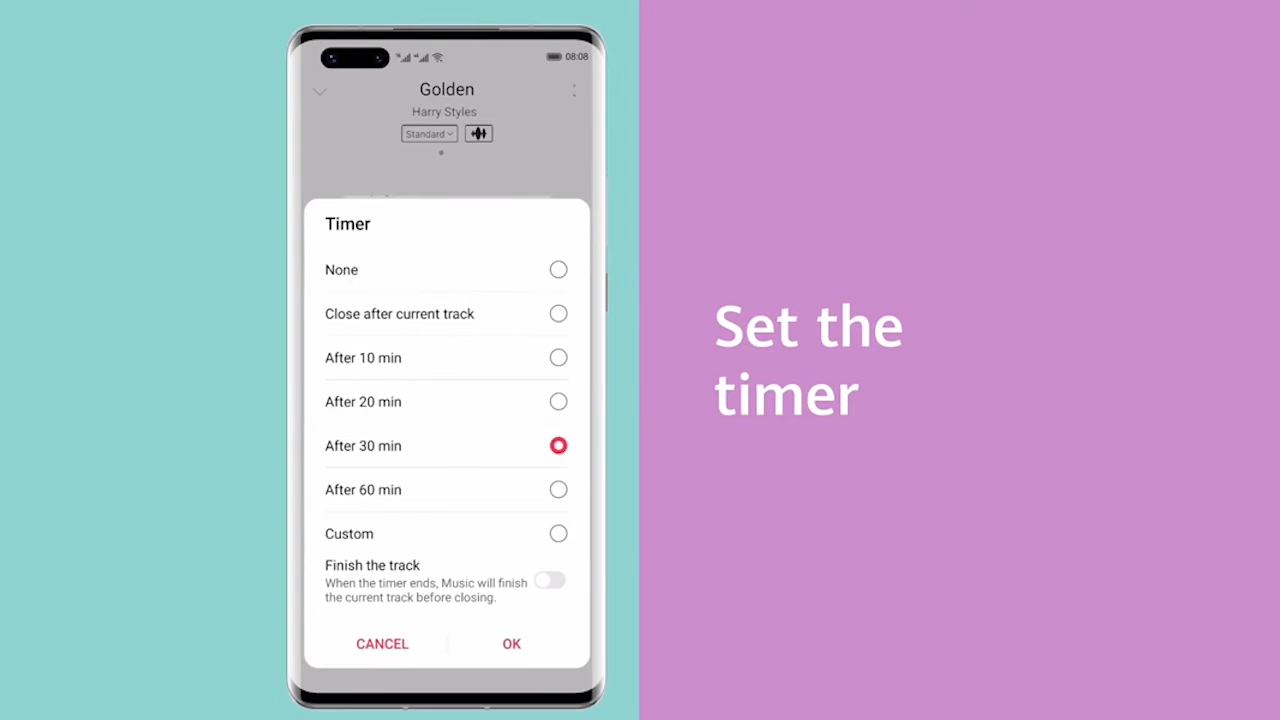 08:08
Golden
Harry Styles
Standard
Timer
None
Close after current track
After 10 min
After 20 min
After 30 min
After 60 min
Custom
Finish the track
When the timer ends, Music will finish
the current track before closing.
CANCEL OK
Set the
timer